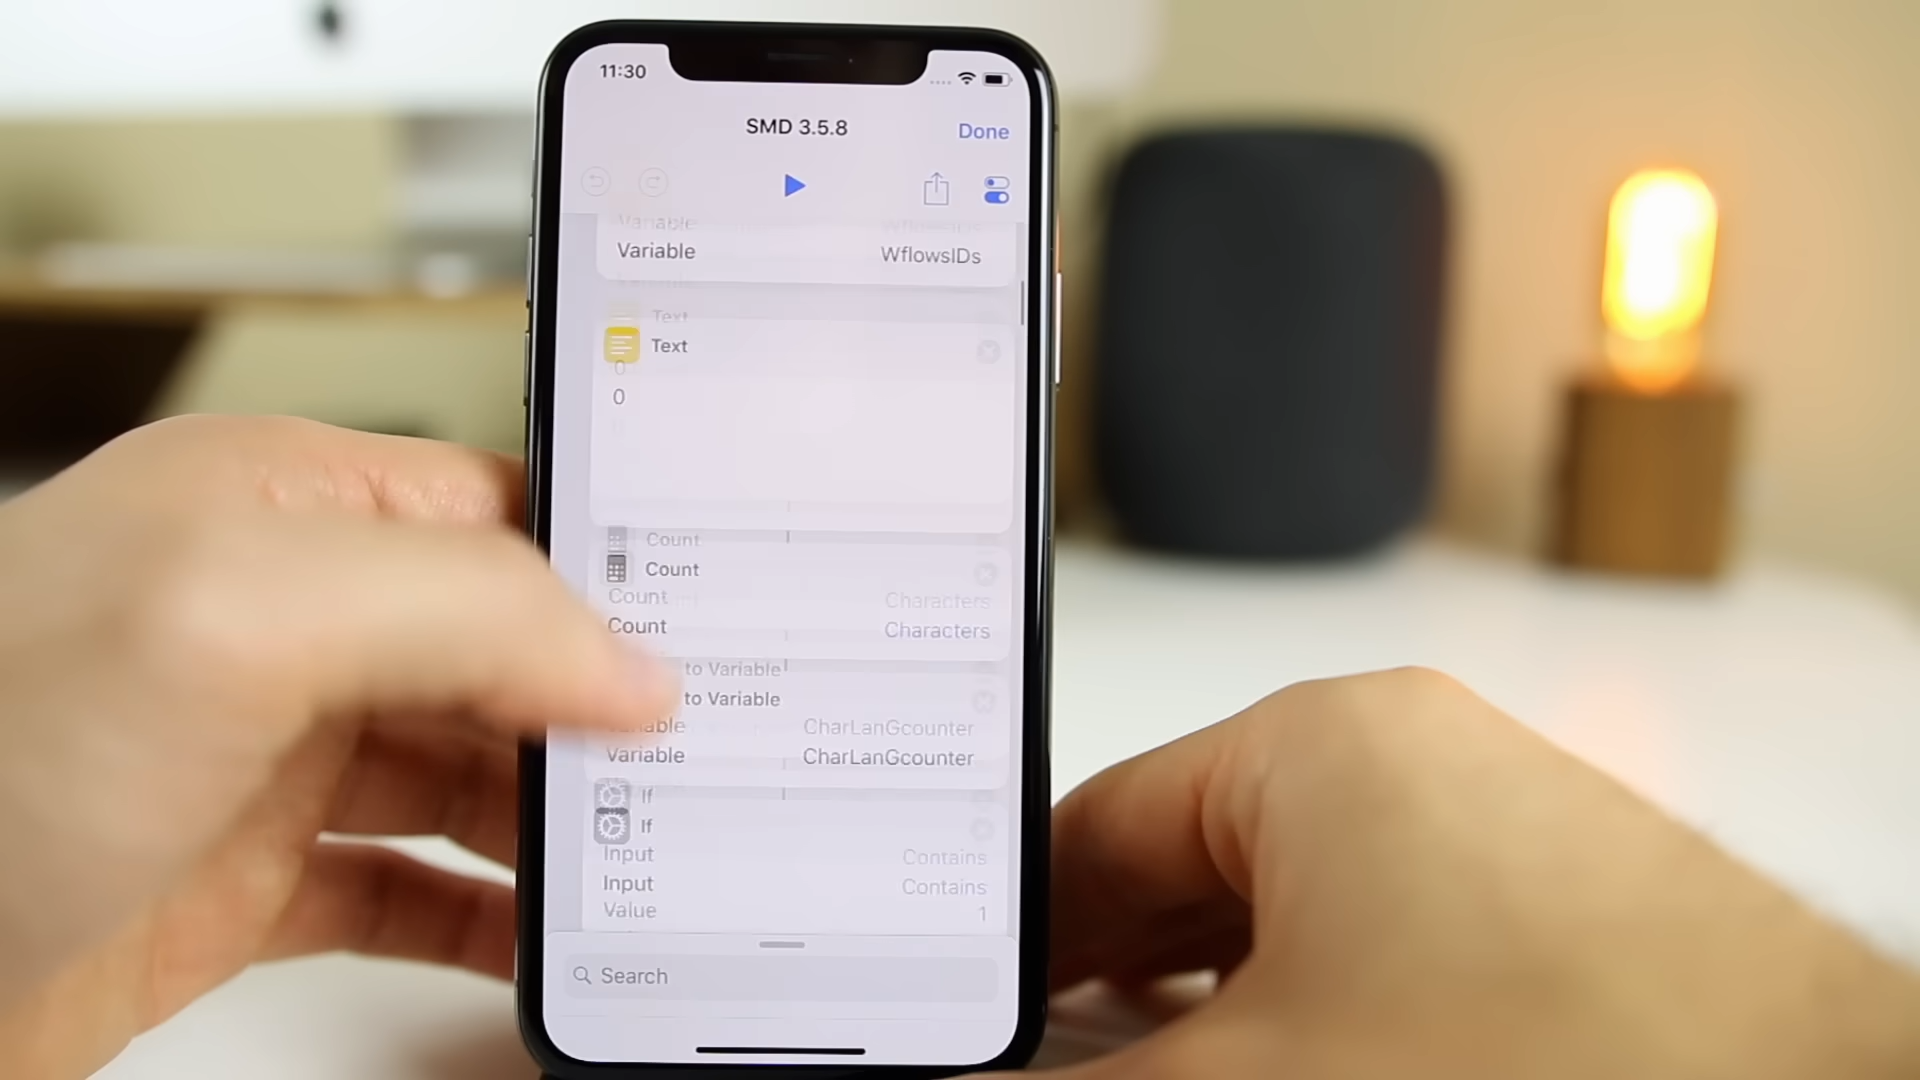 11:30
SMD 3.5.8
Done
Variable
Variable WflowsIDs
Text
Text
0
0
Count
Count
Count Characters
Count Characters
to Variable
to Variable
Variable CharLanGcounter
Variable CharLanGcounter
If
If
Input Contains
Input Contains
Value 1
Search